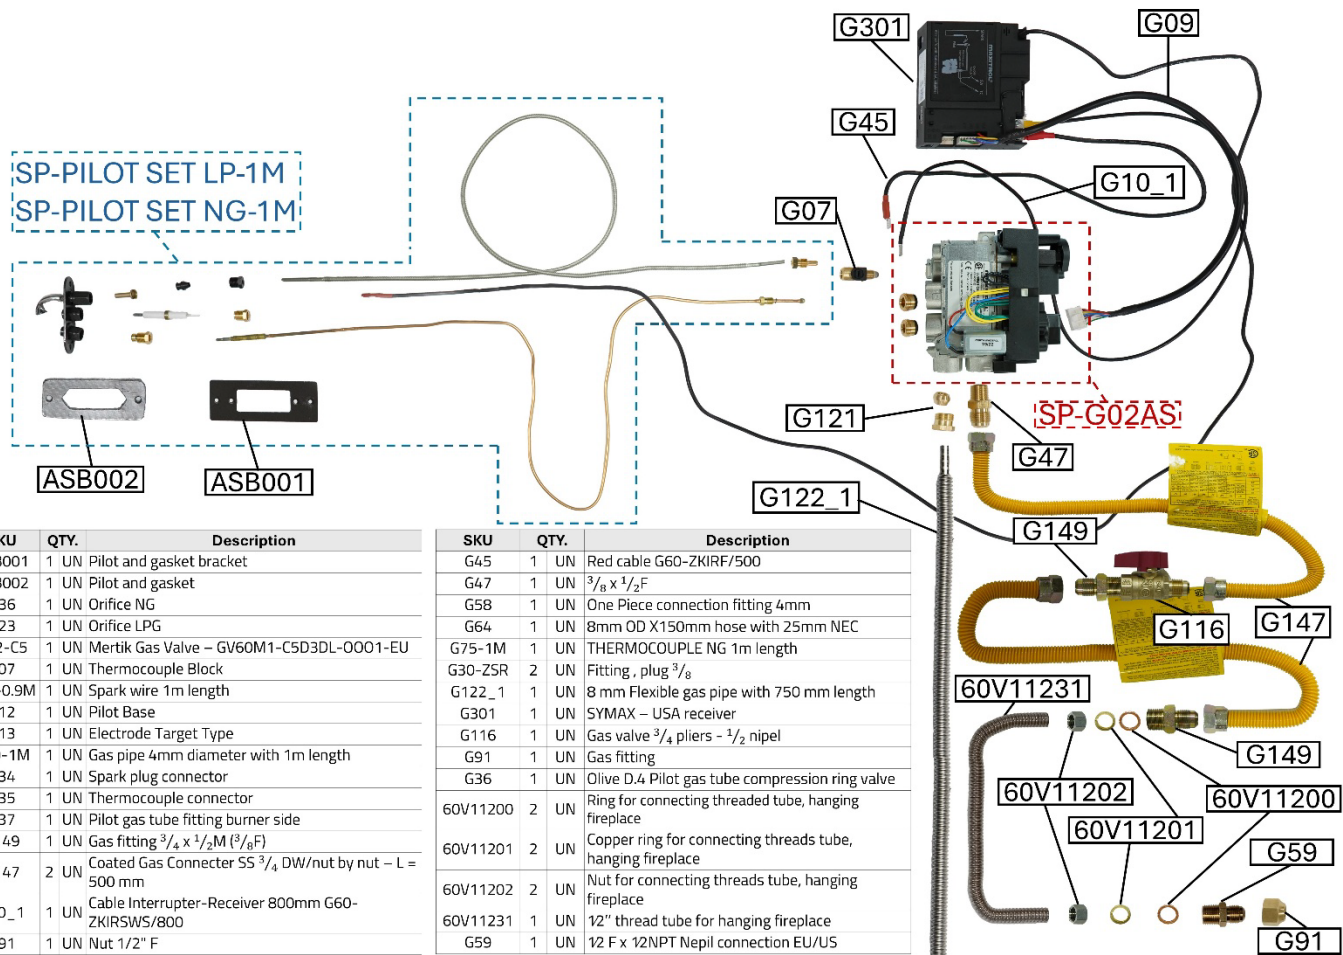 G301
G09
G45
SP-PILOT SET LP-1M
SP-PILOT SET NG-1M
G10_1
G07
SP-G02AS
G121
G47
ASB002
ASB001
G122_1
G149
G116
G147
60V11231
G149
60V11202
60V11200
60V11201
G59
G91
KU QTY. Description
001 1 UN Pilot and gasket bracket
002 1 UN Pilot and gasket
36 1 UN Orifice NG
23 1 UN Orifice LPG
2-C5 1 UN Mertik Gas Valve – GV60M1-C5D3DL-0001-EU
07 1 UN Thermocouple Block
-0.9M 1 UN Spark wire 1m length
12 1 UN Pilot Base
13 1 UN Electrode Target Type
-1M 1 UN Gas pipe 4mm diameter with 1m length
34 1 UN Spark plug connector
35 1 UN Thermocouple connector
37 1 UN Pilot gas tube fitting burner side
49 1 UN Gas fitting 3/4 x 1/2M (3/8F)
47 2 UN Coated Gas Connecter SS 3/4 DW/nut by nut – L =
500 mm
0_1 1 UN Cable Interrupter-Receiver 800mm G60-
ZKIRSWS/800
91 1 UN Nut 1/2" F
SKU QTY. Description
G45 1 UN Red cable G60-ZKIRF/500
G47 1 UN 3/8 x 1/2F
G58 1 UN One Piece connection fitting 4mm
G64 1 UN 8mm OD X150mm hose with 25mm NEC
G75-1M 1 UN THERMOCOUPLE NG 1m length
G30-ZSR 2 UN Fitting , plug 3/8
G122_1 1 UN 8 mm Flexible gas pipe with 750 mm length
G301 1 UN SYMAX – USA receiver
G116 1 UN Gas valve 3/4 pliers - 1/2 nipel
G91 1 UN Gas fitting
G36 1 UN Olive D.4 Pilot gas tube compression ring valve
60V11200 2 UN Ring for connecting threaded tube, hanging
fireplace
60V11201 2 UN Copper ring for connecting threads tube,
hanging fireplace
60V11202 2 UN Nut for connecting threads tube, hanging
fireplace
60V11231 1 UN 1/2" thread tube for hanging fireplace
G59 1 UN 1/2 F x 1/2NPT Nepil connection EU/US